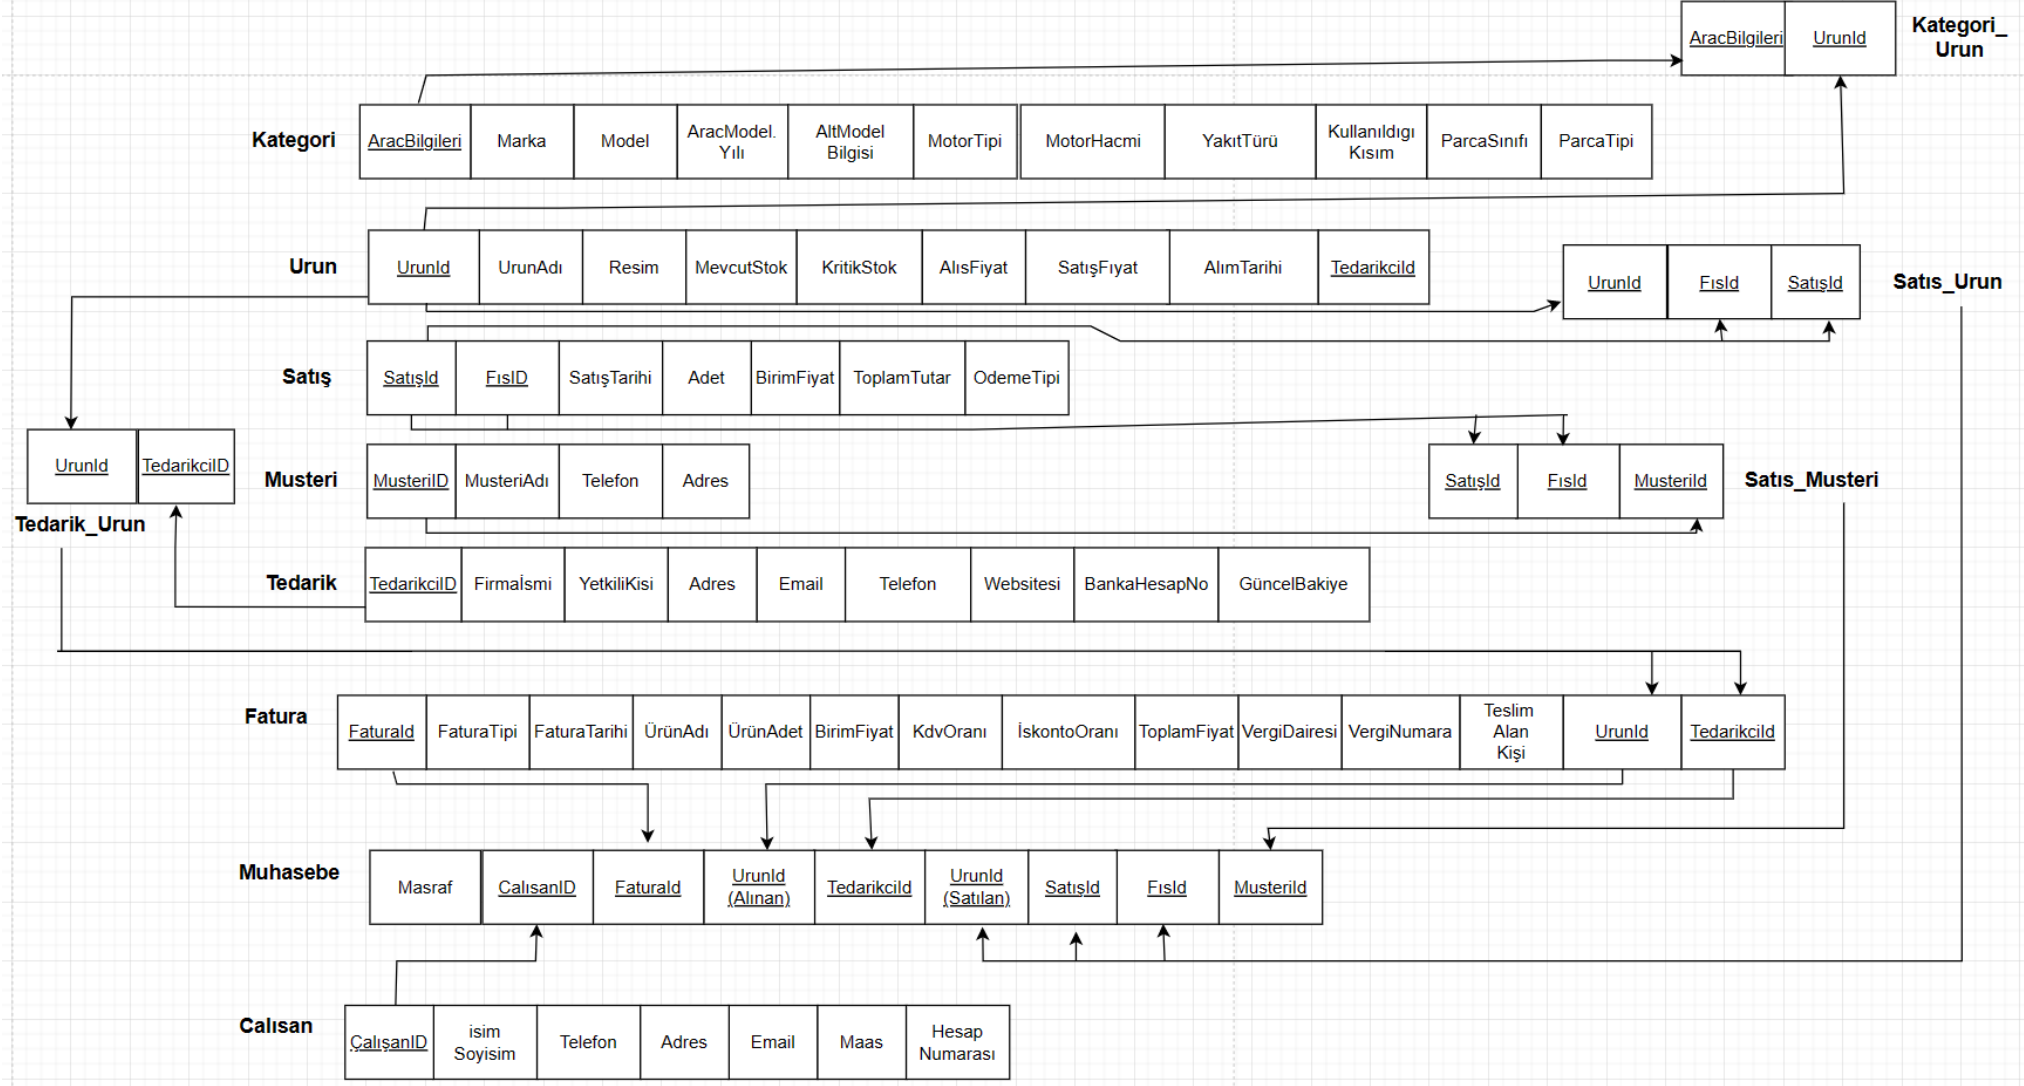 AracBilgileri UrunId
Kategori_
Urun
Kategori
AracBilgileri Marka Model AracModel.
Yılı AltModel
Bilgisi MotorTipi MotorHacmi YakıtTürü Kullanıldıgı
Kısım ParcaSınıfı ParcaTipi
Urun
UrunId UrunAdı Resim MevcutStok KritikStok AlısFiyat SatışFıyat AlımTarihi TedarikciId
UrunId FısId SatışId
Satıs_Urun
Satış
SatışId FısID SatışTarihi Adet BirimFiyat ToplamTutar OdemeTipi
UrunId TedarikciID
Tedarik_Urun
Musteri
MusteriID MusteriAdı Telefon Adres
SatışId FısId MusteriId
Satıs_Musteri
Tedarik
TedarikciID Firmaİsmi YetkiliKisi Adres Email Telefon Websitesi BankaHesapNo GüncelBakiye
Fatura
FaturaId FaturaTipi FaturaTarihi ÜrünAdı ÜrünAdet BirimFiyat KdvOranı İskontoOranı ToplamFiyat VergiDairesi VergiNumara Teslim
Alan
Kişi UrunId TedarikciId
Muhasebe
Masraf CalısanID FaturaId UrunId
(Alınan) TedarikciId UrunId
(Satılan) SatışId FısId MusteriId
Calısan
ÇalışanID isim
Soyisim Telefon Adres Email Maas Hesap
Numarası